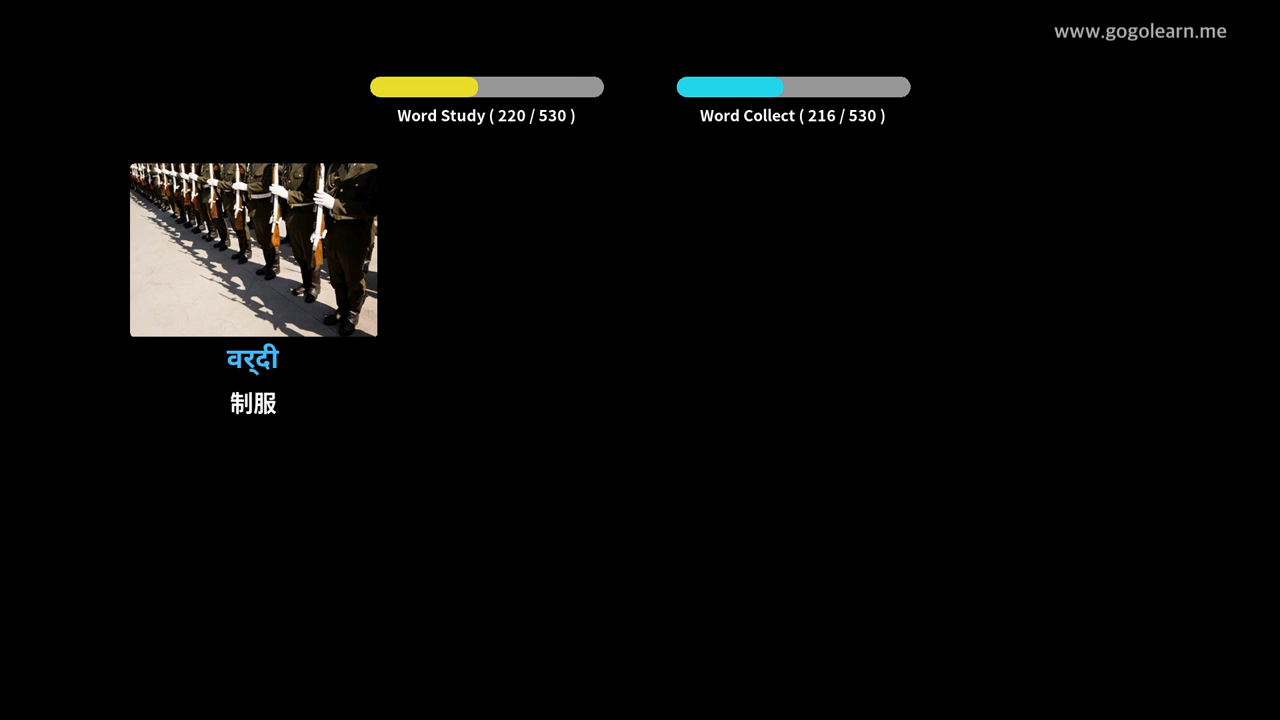 www.gogolearn.me
Word Study ( 220 / 530 )
Word Collect ( 216 / 530 )
वर्‌दी
制服